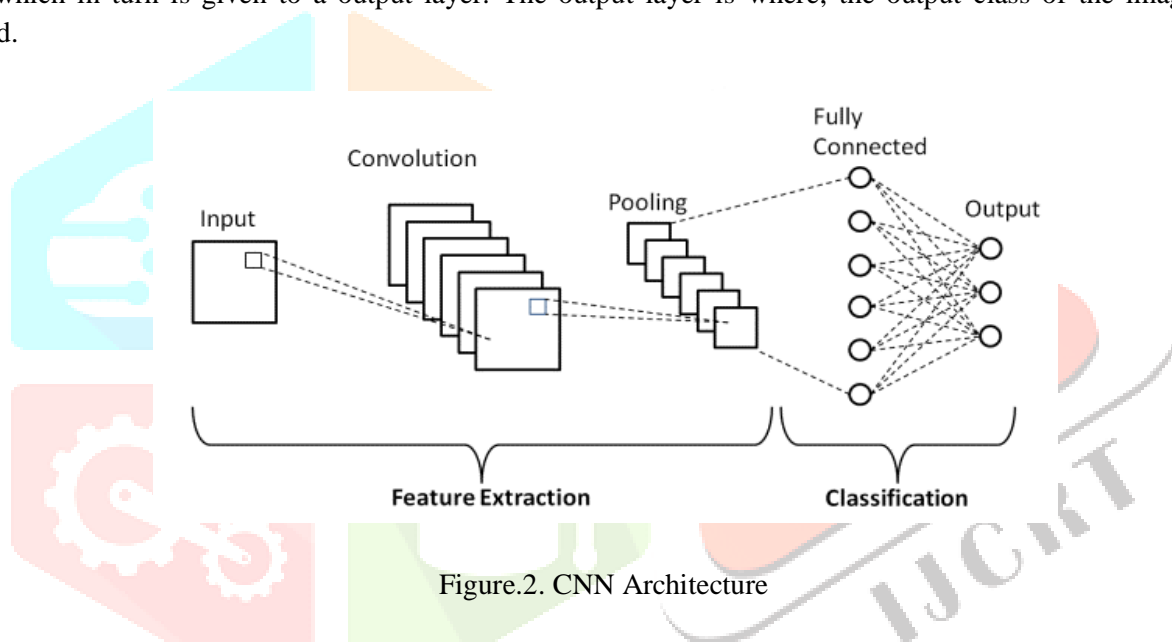 which in turn is given to a output layer. The output layer is where, the output class of the
d.
Fully
Connected
Convolution
Pooling
Output
Input
Feature Extraction
Classification
Figure.2. CNN Architecture
IJCRT